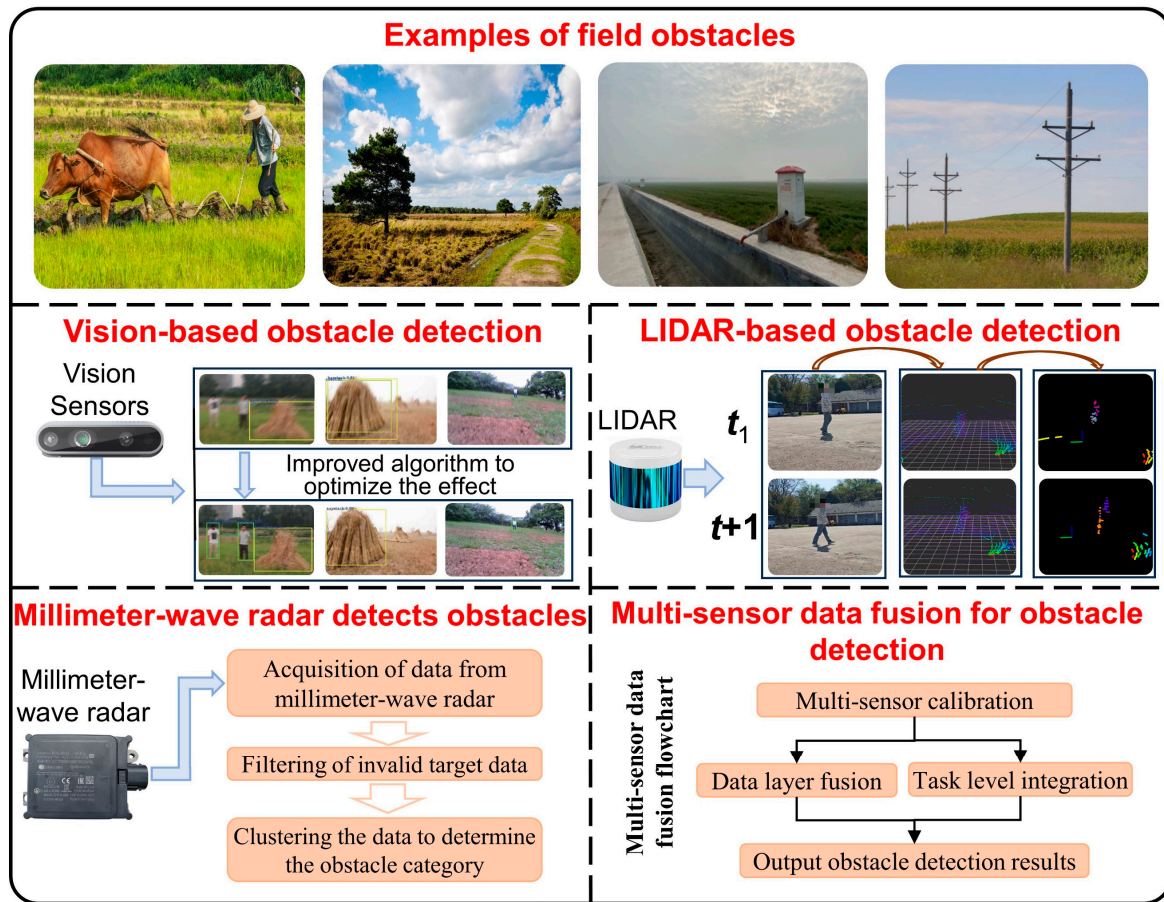 Examples of field obstacles
Vision-based obstacle detection
Vision
Sensors
Improved algorithm to
optimize the effect
LIDAR-based obstacle detection
LIDAR
t1
t+1
Millimeter-wave radar detects obstacles
Millimeter-
wave radar
Acquisition of data from
millimeter-wave radar
Filtering of invalid target data
Clustering the data to determine
the obstacle category
Multi-sensor data fusion for obstacle
detection
Multi-sensor data
fusion flowchart
Multi-sensor calibration
Data layer fusion
Task level integration
Output obstacle detection results